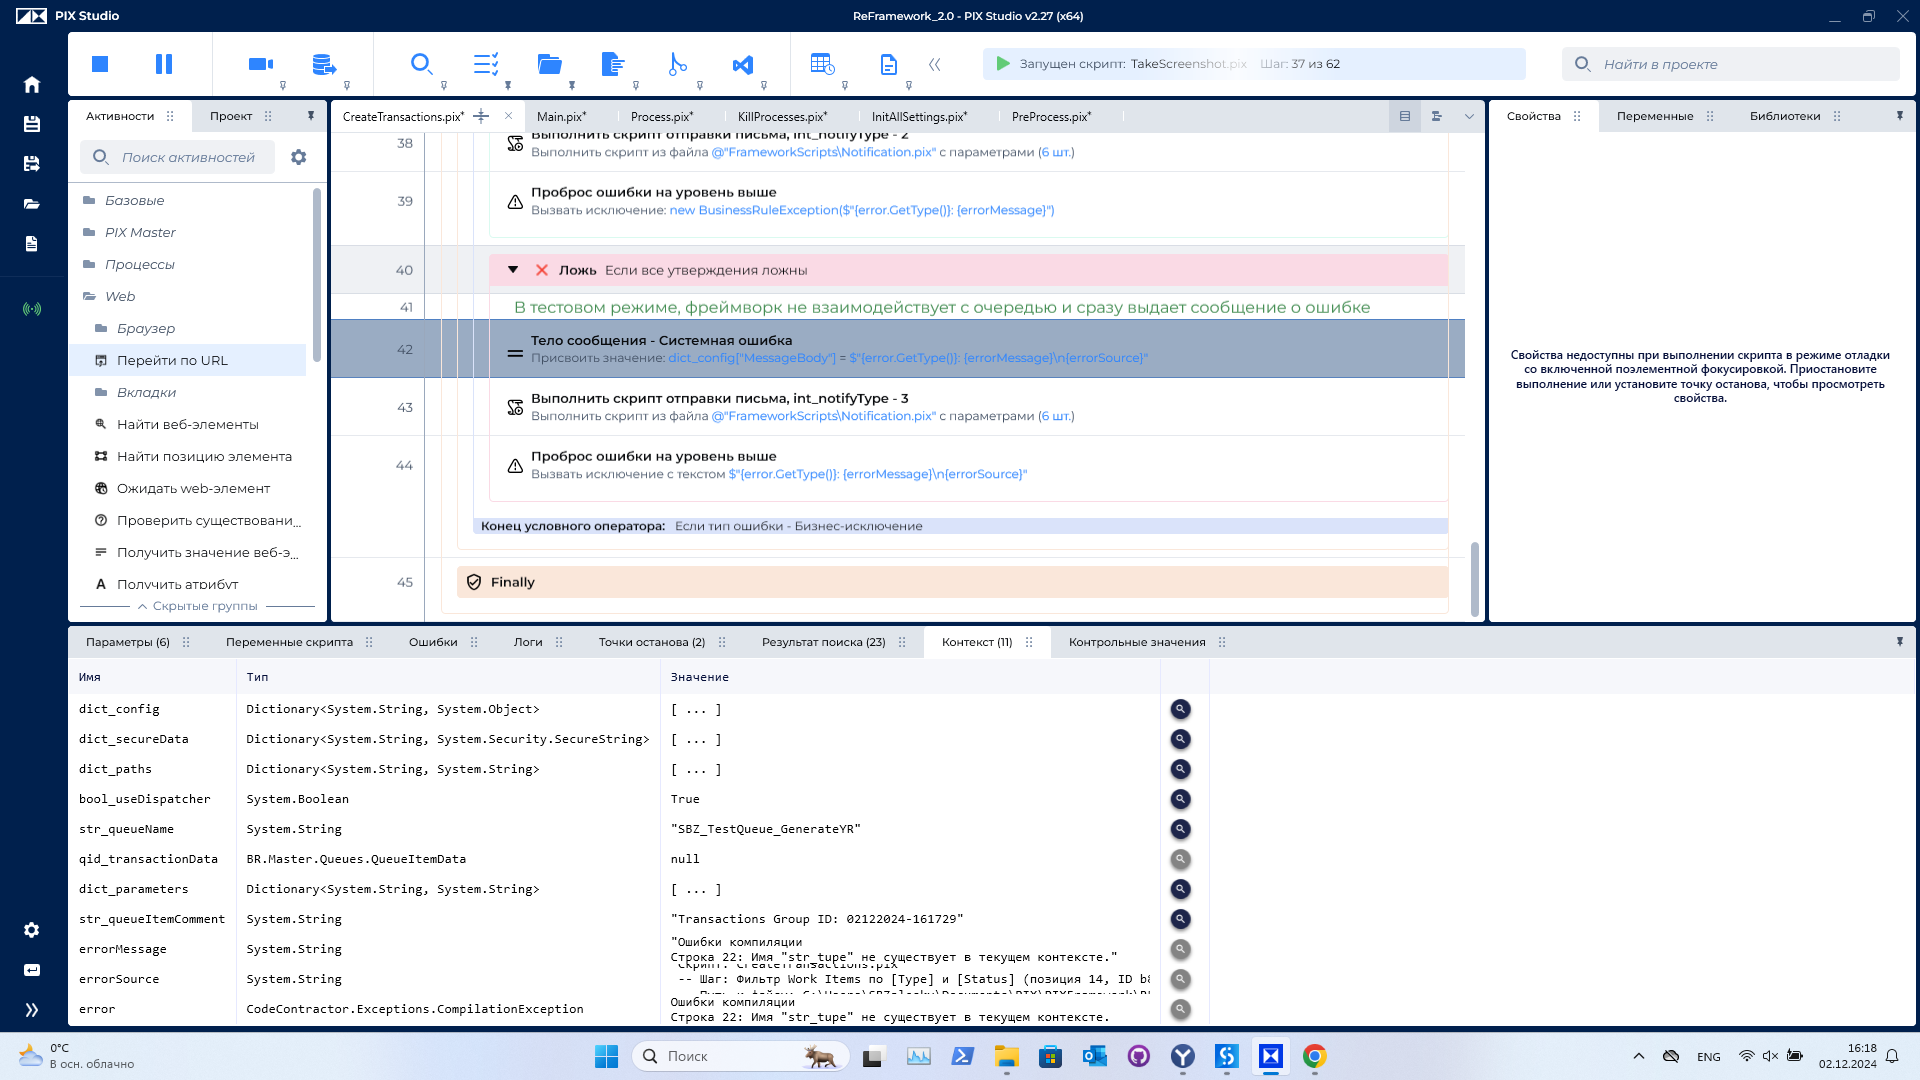 PIX Studio
ReFramework_2.0 - PIX Studio v2.27 (x64)
Запущен скрипт: TakeScreenshot.pix Шаг: 37 из 62
Найти в проекте
Активности
Проект
Поиск активностей
Базовые
PIX Master
Процессы
Web
Браузер
Перейти по URL
Вкладки
Найти веб-элементы
Найти позицию элемента
Ожидать web-элемент
Проверить существовани...
Получить значение веб-э...
A Получить атрибут
Скрытые группы
CreateTransactions.pix*
Main.pix*
Process.pix*
KillProcesses.pix*
InitAllSettings.pix*
PreProcess.pix*
38
Выполнить скрипт отправки письма, int_notifyType - 2
Выполнить скрипт из файла @"FrameworkScripts\Notification.pix" с параметрами (6 шт.)
39
Проброс ошибки на уровень выше
Вызвать исключение: new BusinessRuleException($"{error.GetType()}: {errorMessage}")
40
Ложь Если все утверждения ложны
41
В тестовом режиме, фреймворк не взаимодействует с очередью и сразу выдает сообщение о ошибке
42
Тело сообщения - Системная ошибка
Присвоить значение: dict_config["MessageBody"] = $"{error.GetType()}: {errorMessage}\n{errorSource}"
43
Выполнить скрипт отправки письма, int_notifyType - 3
Выполнить скрипт из файла @"FrameworkScripts\Notification.pix" с параметрами (6 шт.)
44
Проброс ошибки на уровень выше
Вызвать исключение с текстом $"{error.GetType()}: {errorMessage}\n{errorSource}"
Конец условного оператора: Если тип ошибки - Бизнес-исключение
45
Finally
Свойства
Переменные
Библиотеки
Свойства недоступны при выполнении скрипта в режиме отладки
со включенной поэлементной фокусировкой. Приостановите
выполнение или установите точку останова, чтобы просмотреть
свойства.
Параметры (6)
Переменные скрипта
Ошибки
Логи
Точки останова (2)
Результат поиска (23)
Контекст (11)
Контрольные значения
Имя Тип Значение
dict_config Dictionary<System.String, System.Object> [ ... ]
dict_secureData Dictionary<System.String, System.Security.SecureString> [ ... ]
dict_paths Dictionary<System.String, System.String> [ ... ]
bool_useDispatcher System.Boolean True
str_queueName System.String "SBZ_TestQueue_GenerateYR"
qid_transactionData BR.Master.Queues.QueueItemData null
dict_parameters Dictionary<System.String, System.String> [ ... ]
str_queueItemComment System.String "Transactions Group ID: 02122024-161729"
errorMessage System.String "Ошибки компиляции
Строка 22: Имя "str_tupe" не существует в текущем контексте."
errorSource System.String
-- Шаг: Фильтр Work Items по [Type] и [Status] (позиция 14, ID b
error CodeContractor.Exceptions.CompilationException Ошибки компиляции
Строка 22: Имя "str_tupe" не существует в текущем контексте.
0°C
В осн. облачно
Поиск
ENG
16:18
02.12.2024